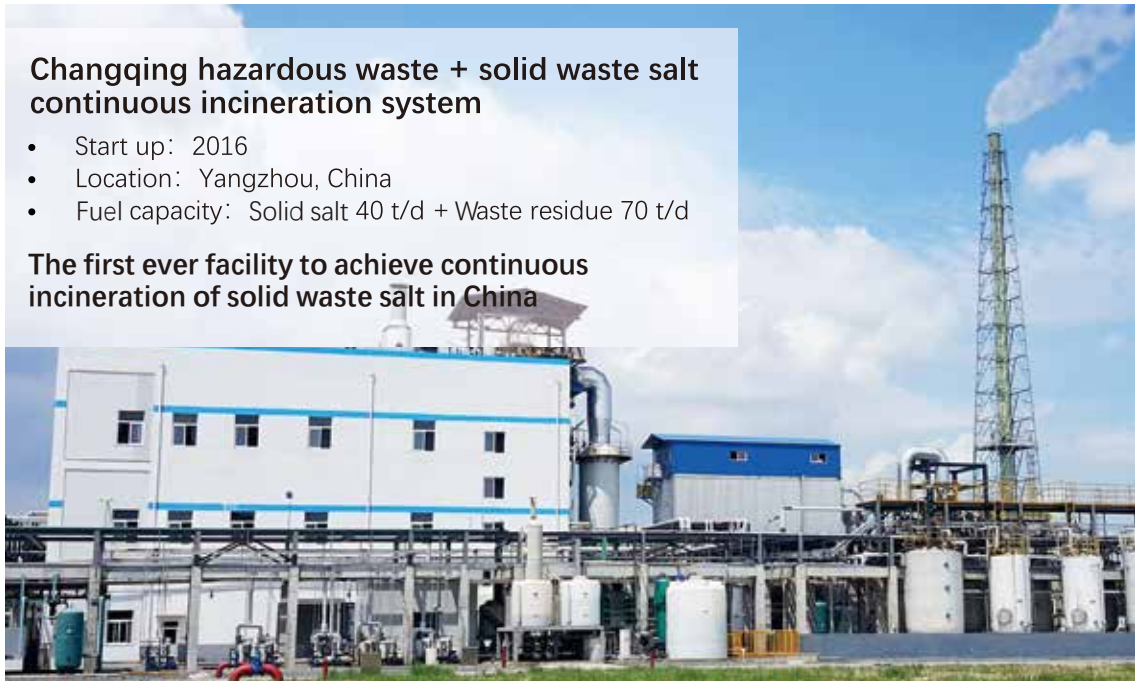 Changqing hazardous waste + solid waste salt
continuous incineration system
• Start up： 2016
• Location： Yangzhou, China
• Fuel capacity： Solid salt 40 t/d + Waste residue 70 t/d
The first ever facility to achieve continuous
incineration of solid waste salt in China